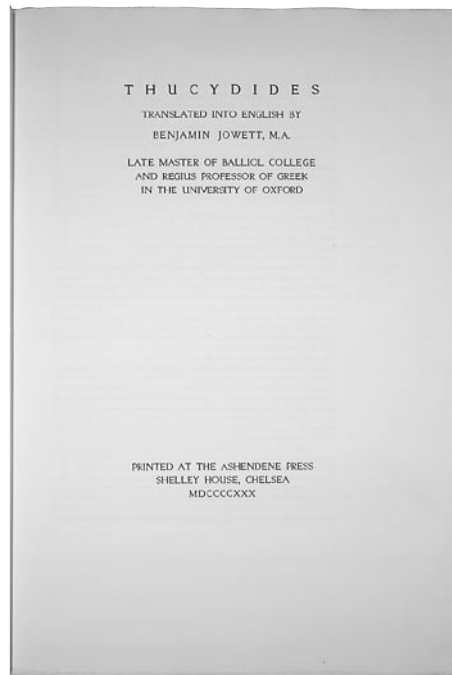 THUCYDIDES
TRANSLATED INTO ENGLISH BY
BENJAMIN JOWETT, M.A.
LATE MASTER OF BALLIOL COLLEGE
AND REGIUS PROFESSOR OF GREEK
IN THE UNIVERSITY OF OXFORD
PRINTED AT THE ASHENDENE PRESS
SHELLEY HOUSE, CHELSEA
MDCCCCXXX